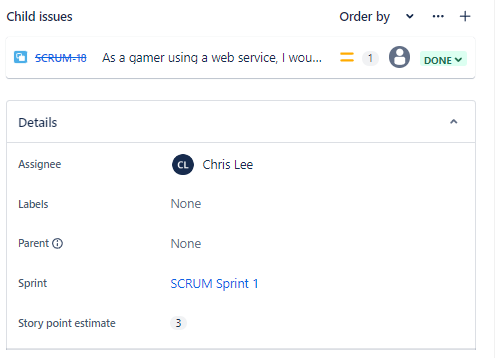 Child issues
Order by
SCRUM-18 As a gamer using a web service, I wou... 1 DONE
Details
Assignee CL Chris Lee
Labels None
Parent None
Sprint SCRUM Sprint 1
Story point estimate 3